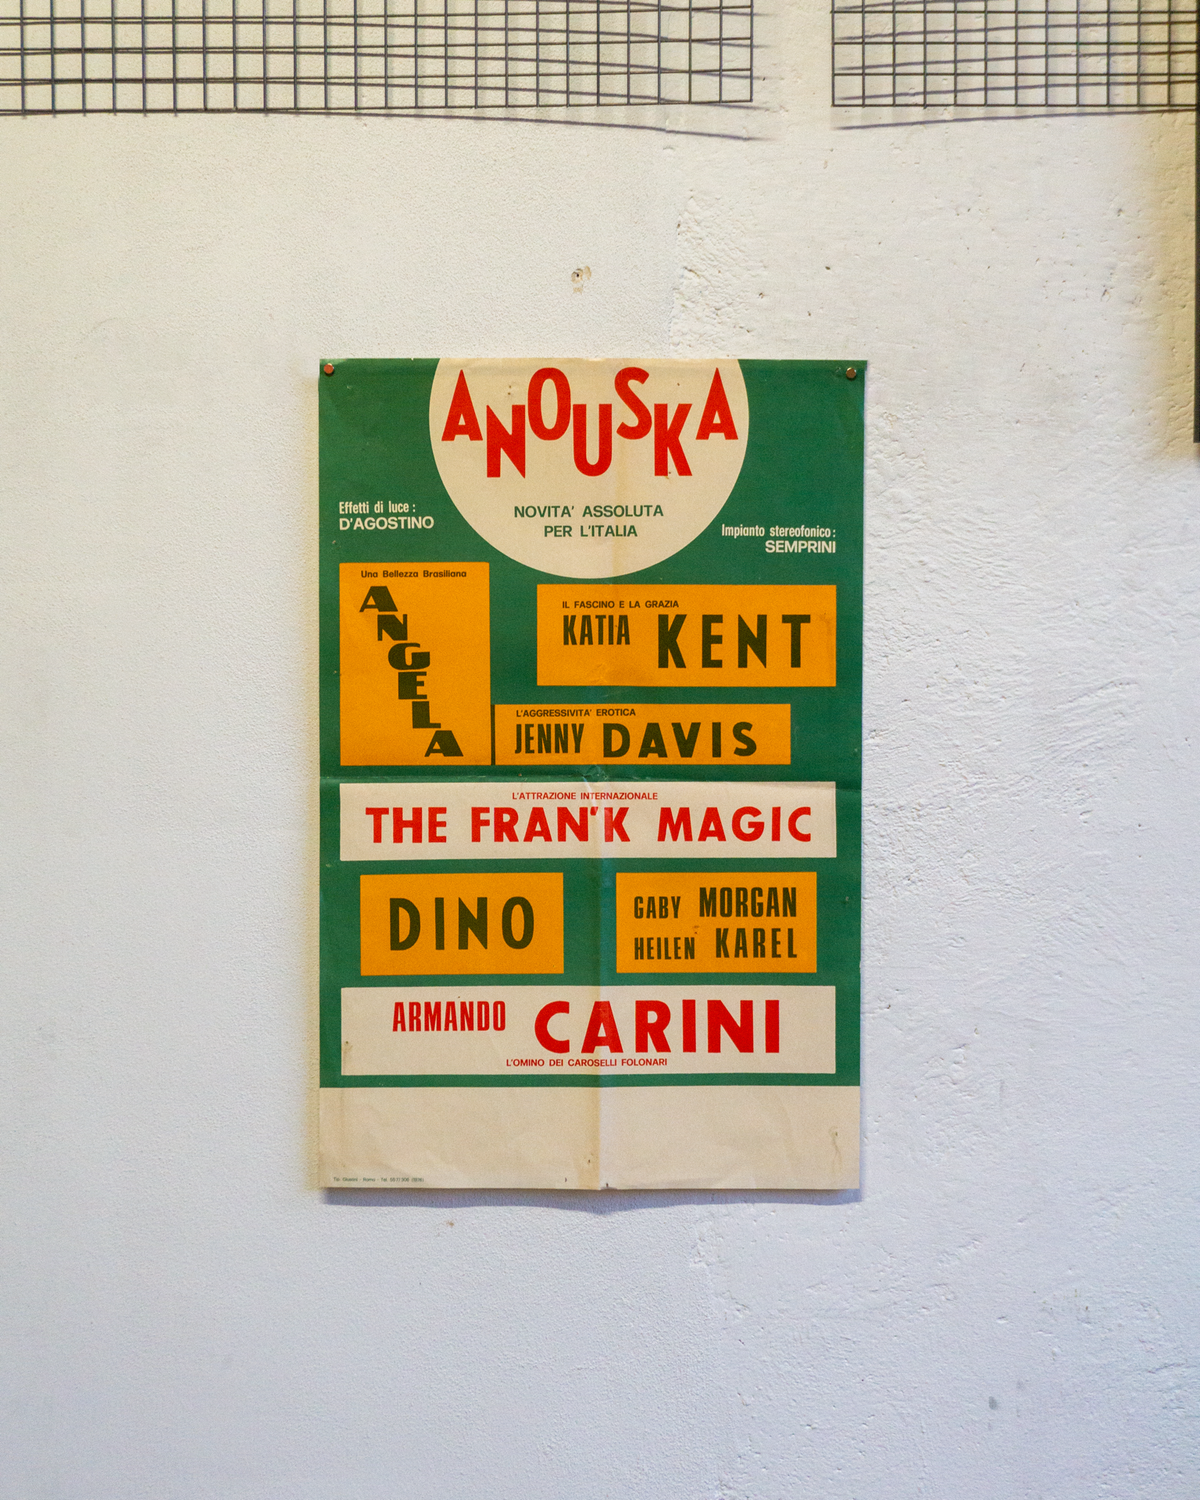 ANOUSKA
NOVITA' ASSOLUTA
PER L'ITALIA
Effetti di luce :
D'AGOSTINO
Impianto stereofonico :
SEMPRINI
Una Bellezza Brasiliana
ANGELA
IL FASCINO E LA GRAZIA
KATIA KENT
L'AGGRESSIVITA' EROTICA
JENNY DAVIS
L'ATTRAZIONE INTERNAZIONALE
THE FRAN'K MAGIC
DINO
GABY MORGAN
HEILEN KAREL
ARMANDO CARINI
L'OMINO DEI CAROSELLI FOLONARI